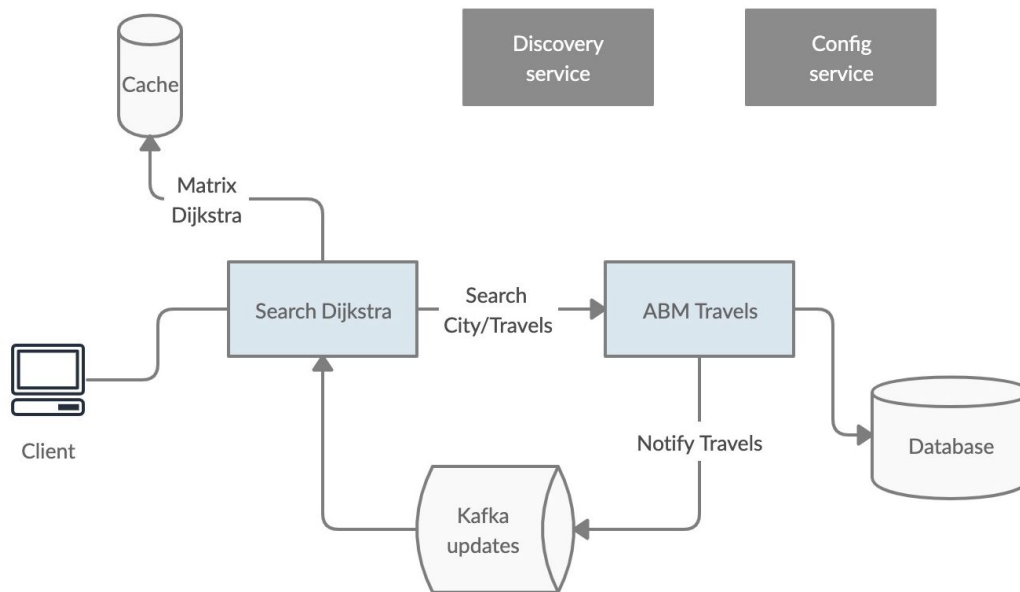 Discovery
service
Config
service
Cache
Matrix
Dijkstra
Search Dijkstra
Search
City/Travels
ABM Travels
Client
Notify Travels
Database
Kafka
updates